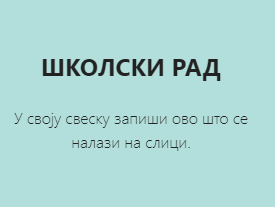 ШКОЛСКИ РАД
У своју свеску запиши ово што се
налази на слици.